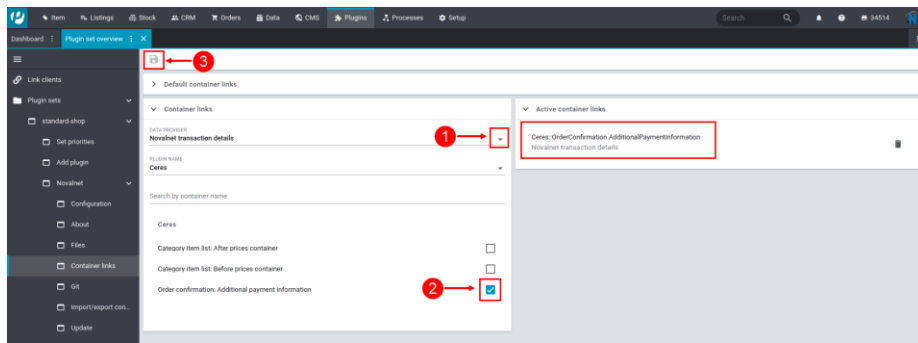 Item Listings Stock CRM Orders Data CMS Plugins Processes Setup Search 34514
Dashboard Plugin set overview
3
Link clients
Default container links
Plugin sets
Container links
Active container links
standard-shop
DATA PROVIDER
Novalnet transaction details
1
Ceres::OrderConfirmation.AdditionalPaymentInformation
Novalnet transaction details
Set priorities
Add plugin
PLUGIN NAME
Ceres
Novalnet
Search by container name
Configuration
About
Ceres
Files
Category item list: After prices container
Container links
Category item list: Before prices container
Git
Order confirmation: Additional payment information
2
Import/export con...
Update